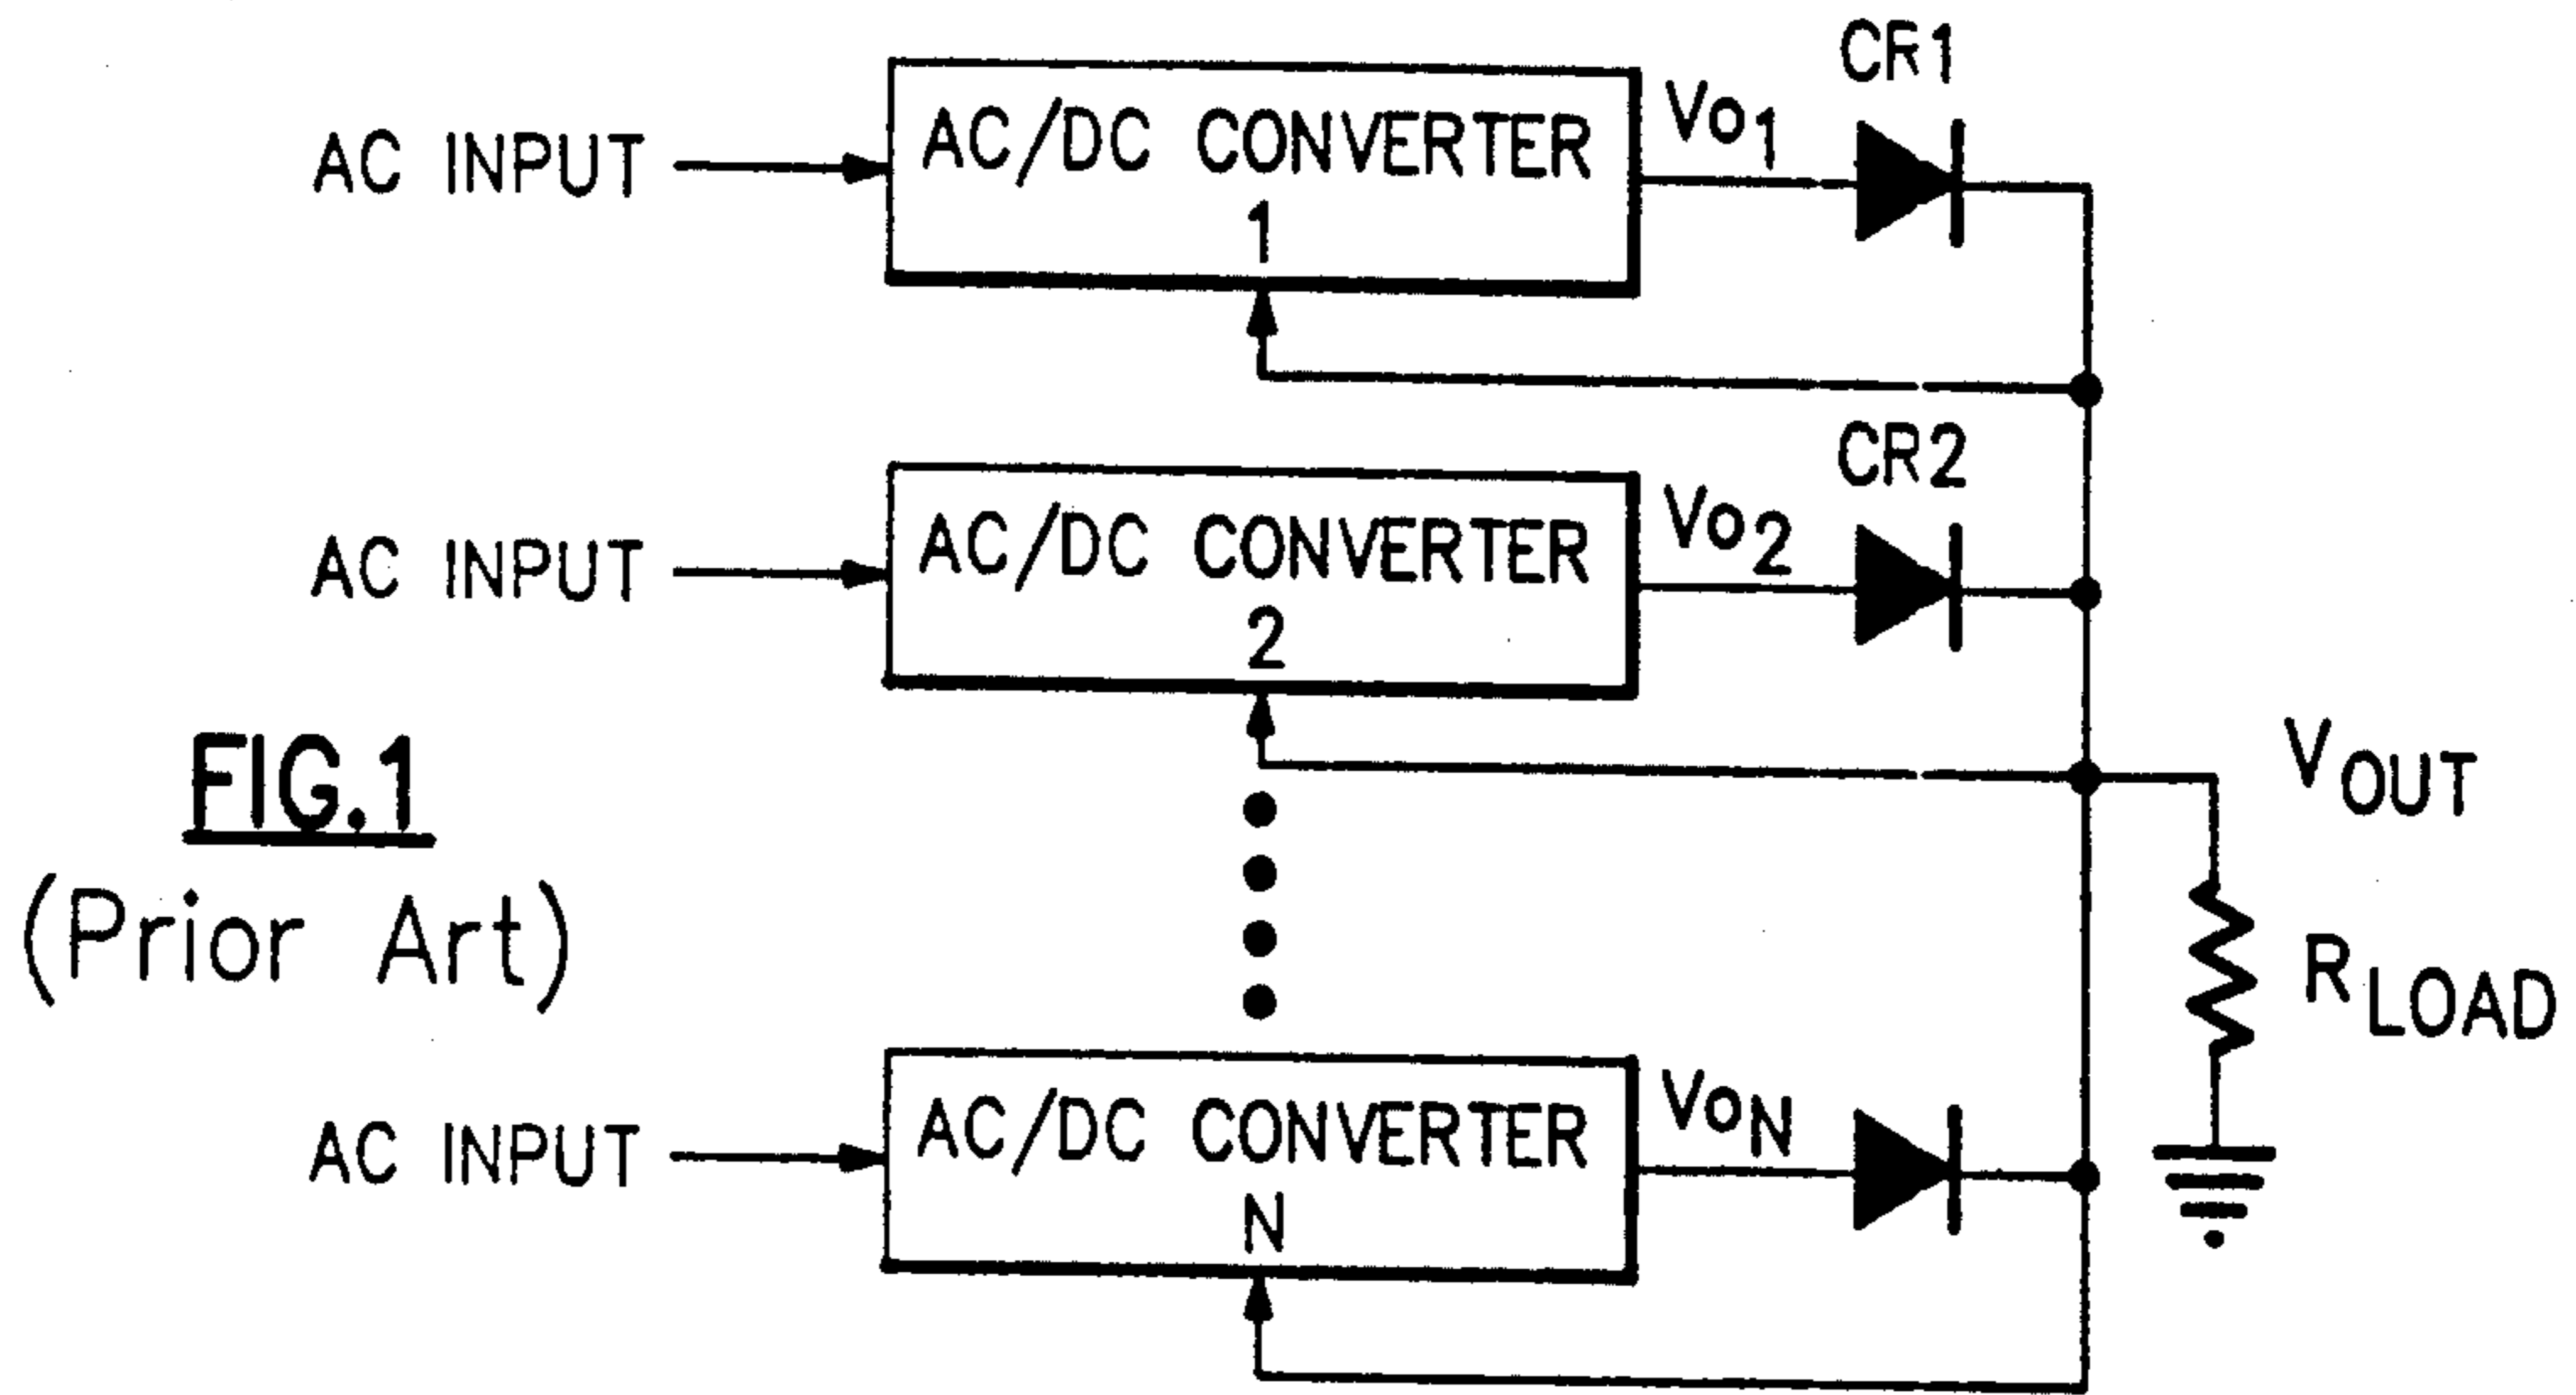 CR1
AC INPUT
AC/DC CONVERTER
1
Vo1
CR2
AC INPUT
AC/DC CONVERTER
2
Vo2
FIG.1
(Prior Art)
VOUT
RLOAD
AC INPUT
AC/DC CONVERTER
N
VoN